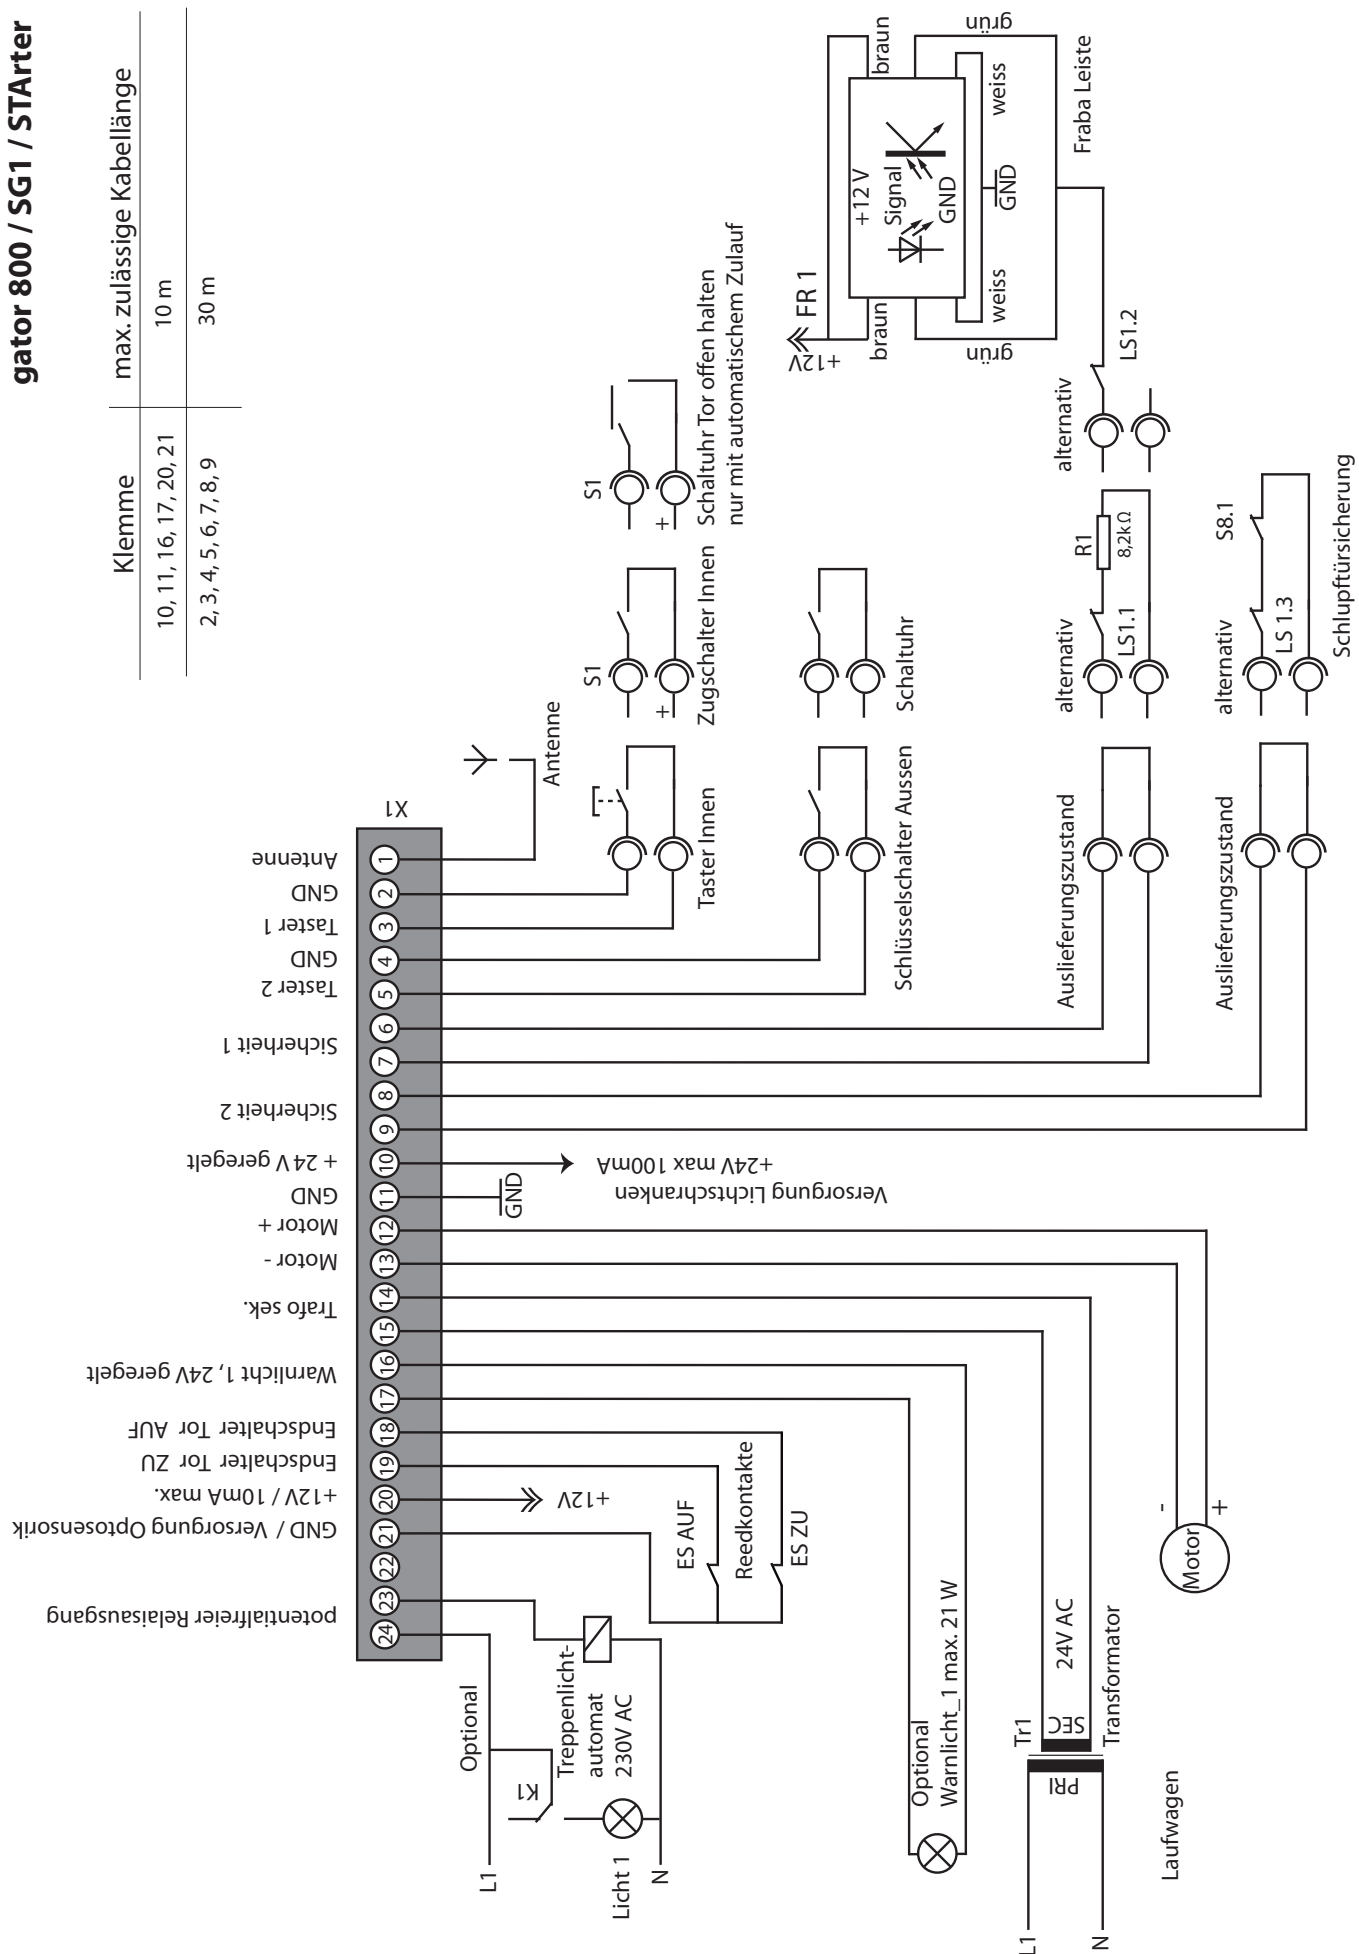 gator 800 / SG1 / STArter
Klemme
max. zulässige Kabellänge
10, 11, 16, 17, 20, 21
10 m
2, 3, 4, 5, 6, 7, 8, 9
30 m
X1
Antenne
1
GND
2
Taster 1
3
GND
4
Taster 2
5
Sicherheit 1
6
7
Sicherheit 2
8
9
+ 24 V geregelt
10
GND
11
Motor +
12
Motor -
13
Trafo sek.
14
15
Warnlicht 1, 24V geregelt
16
17
Endschalter Tor AUF
18
Endschalter Tor ZU
19
+12V / 10mA max.
20
GND / Versorgung Optosensorik
21
22
potentialfreier Relaisausgang
23
24
Antenne
Taster Innen
S1
+
Zugschalter Innen
S1
+
Schaltuhr Tor offen halten
nur mit automatischem Zulauf
Schlüsselschalter Aussen
Schaltuhr
Auslieferungszustand
alternativ
LS1.1
R1
8,2k Ω
alternativ
LS1.2
Auslieferungszustand
alternativ
LS 1.3
S8.1
Schlupftürsicherung
+12V
FR 1
braun
braun
+12 V
Signal
GND
weiss
weiss
GND
grün
grün
Fraba Leiste
+24V max 100mA
Versorgung Lichtschranken
GND
+12V
ES AUF
Reedkontakte
ES ZU
Motor
-
+
Optional
Treppenlicht-
automat
230V AC
K1
Licht 1
L1
N
Optional
Warnlicht_1 max. 21 W
Tr1
SEC
PRI
24V AC
Transformator
Laufwagen
L1
N